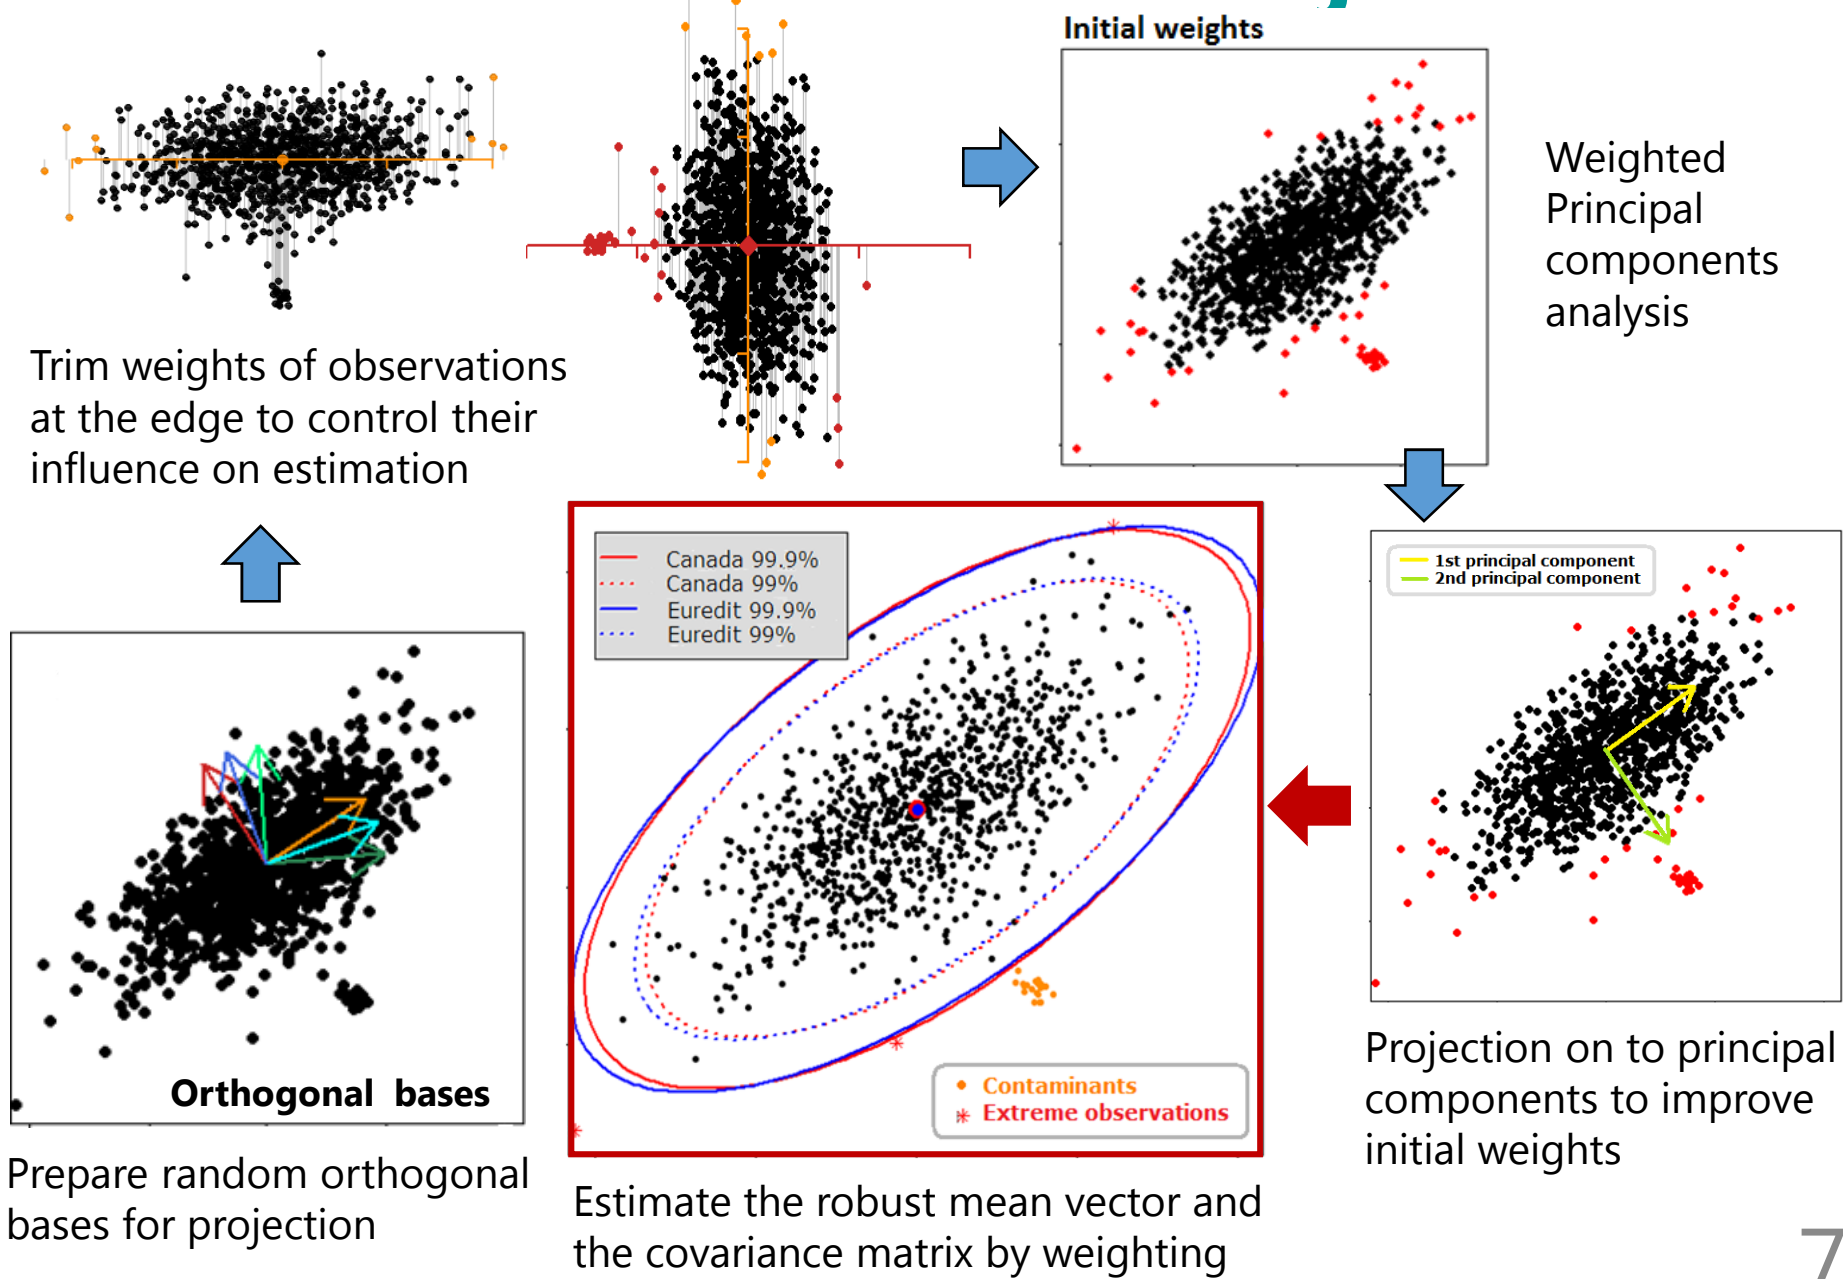 Initial weights
Weighted
Principal
components
analysis
Trim weights of observations
at the edge to control their
influence on estimation
Canada 99.9%
Canada 99%
Euredit 99.9%
Euredit 99%
1st principal component
2nd principal component
Orthogonal bases
Contaminants
Extreme observations
Projection on to principal
components to improve
initial weights
Prepare random orthogonal
bases for projection
Estimate the robust mean vector and
the covariance matrix by weighting
7